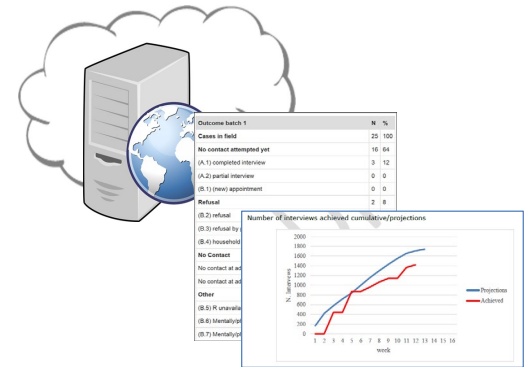 Outcome batch 1 N %
Cases in field 25 100
No contact attempted yet 16 64
(A.1) completed interview 3 12
(A.2) partial interview 0 0
(B.1) (new) appointment 0 0
Refusal 2 8
(B.2) refusal
(B.3) refusal by
(B.4) household
No Contact
No contact at ad
No contact at ad
Other
(B.5) R unavaila
(B.6) Mentally/p
(B.7) Mentally/p
Number of interviews achieved cumulative/projections
2000
1800
1600
1400
1200
1000
800
600
400
200
0
N. Interviews
1 2 3 4 5 6 7 8 9 10 11 12 13 14 15 16
week
Projections
Achieved